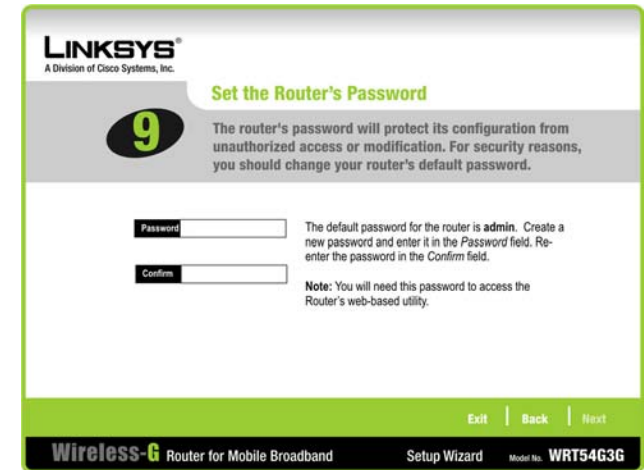 LINKSYS®
A Division of Cisco Systems, Inc.
Set the Router's Password
9
The router's password will protect its configuration from
unauthorized access or modification. For security reasons,
you should change your router's default password.
Password
The default password for the router is admin. Create a
new password and enter it in the Password field. Re-
enter the password in the Confirm field.
Confirm
Note: You will need this password to access the
Router's web-based utility.
Exit
Back
Next
Wireless-G Router for Mobile Broadband
Setup Wizard
Model No. WRT54G3G